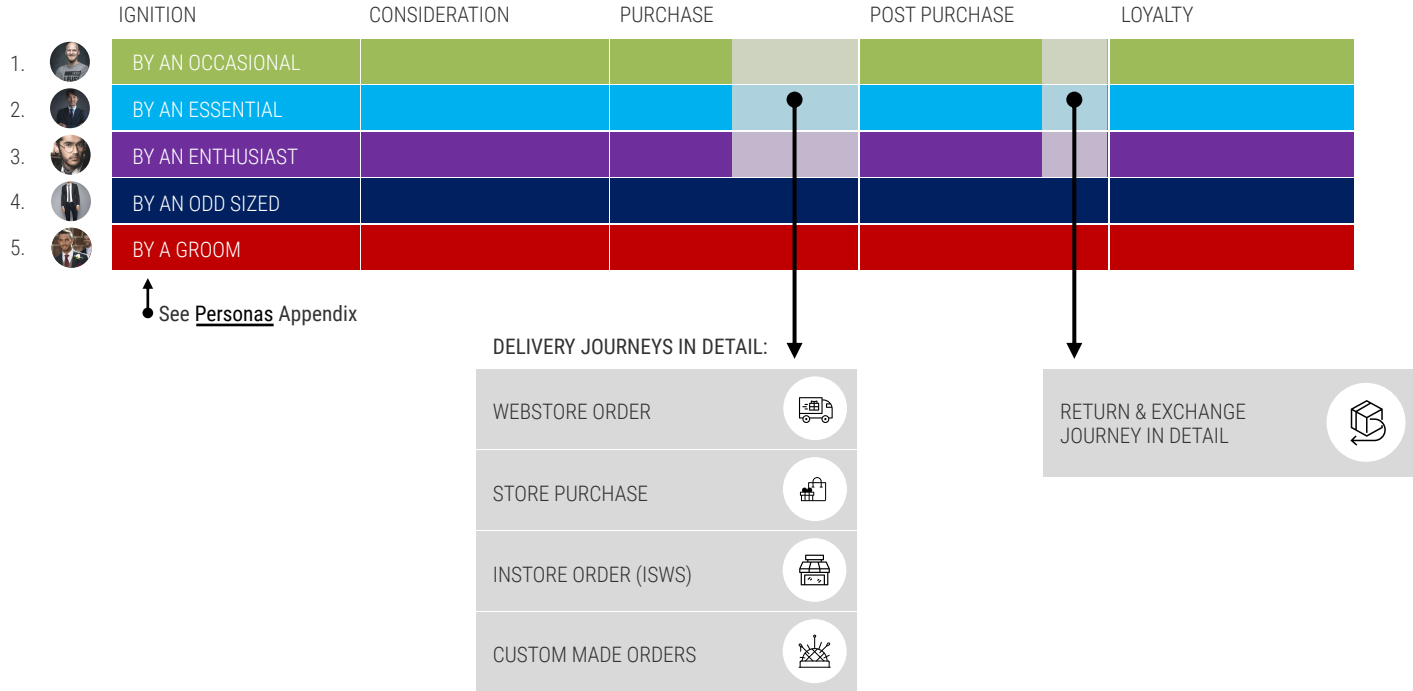 IGNITION CONSIDERATION PURCHASE POST PURCHASE LOYALTY
1. BY AN OCCASIONAL
2. BY AN ESSENTIAL
3. BY AN ENTHUSIAST
4. BY AN ODD SIZED
5. BY A GROOM
See Personas Appendix
DELIVERY JOURNEYS IN DETAIL:
WEBSTORE ORDER
STORE PURCHASE
INSTORE ORDER (ISWS)
CUSTOM MADE ORDERS
RETURN & EXCHANGE
JOURNEY IN DETAIL